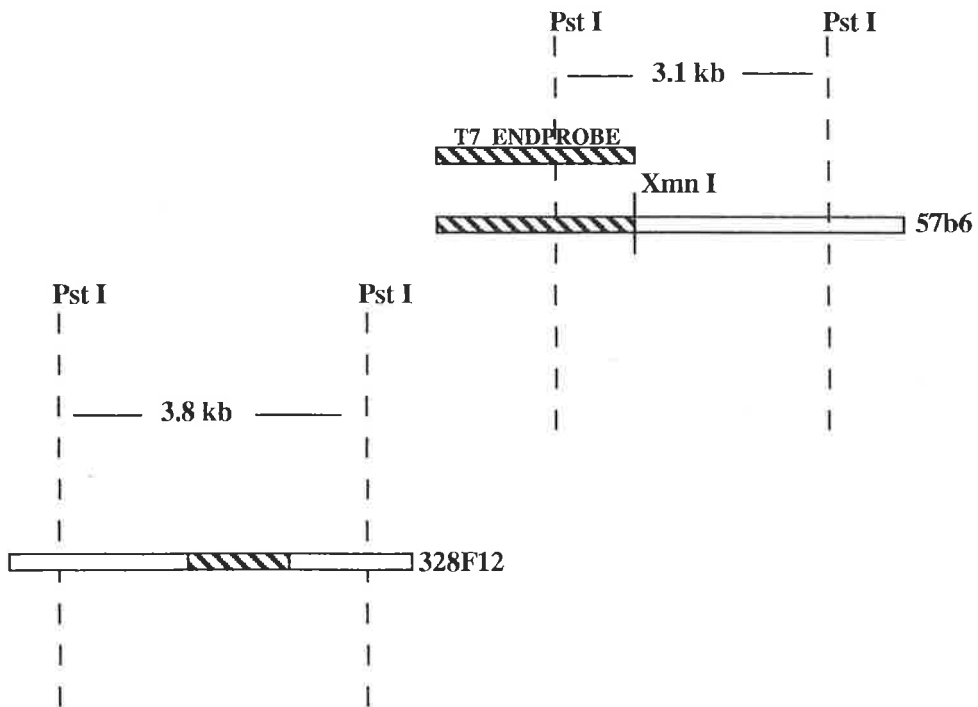 Pst I
Pst I
3.1 kb
T7 ENDPROBE
Xmn I
57b6
Pst I
Pst I
3.8 kb
328F12